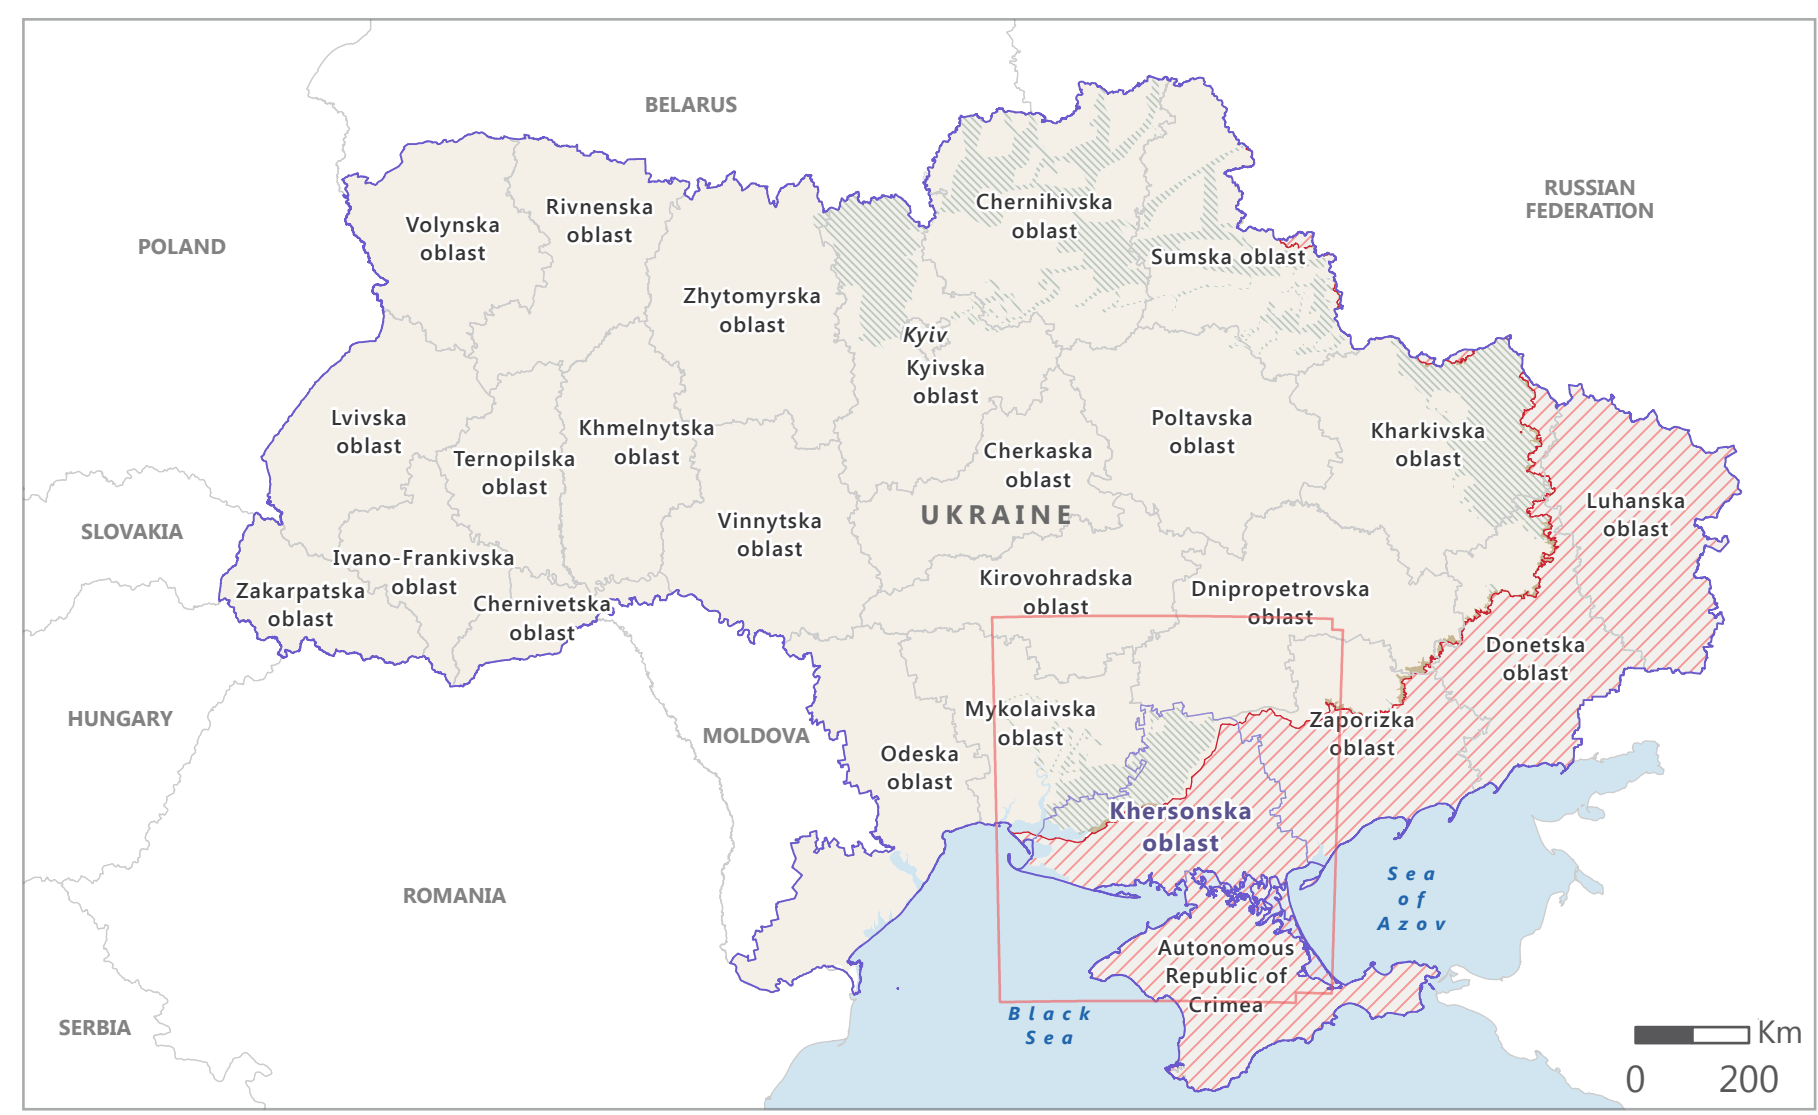 BELARUS
RUSSIAN
FEDERATION
POLAND
Volynska
oblast
Rivnenska
oblast
Chernihivska
oblast
Sumska oblast
Zhytomyrska
oblast
Kyiv
Kyivska
oblast
Lvivska
oblast
Ternopilska
oblast
Khmelnytska
oblast
Cherkaska
oblast
Poltavska
oblast
Kharkivska
oblast
Luhanska
oblast
SLOVAKIA
UKRAINE
Vinnytska
oblast
Ivano-Frankivska
oblast
Zakarpatska
oblast
Chernivetska
oblast
Kirovohradska
oblast
Dnipropetrovska
oblast
Donetska
oblast
HUNGARY
MOLDOVA
Mykolaivska
oblast
Odeska
oblast
Zaporizka
oblast
Khersonska
oblast
ROMANIA
Sea
of
Azov
Autonomous
Republic of
Crimea
Black
Sea
SERBIA
Km
0 200